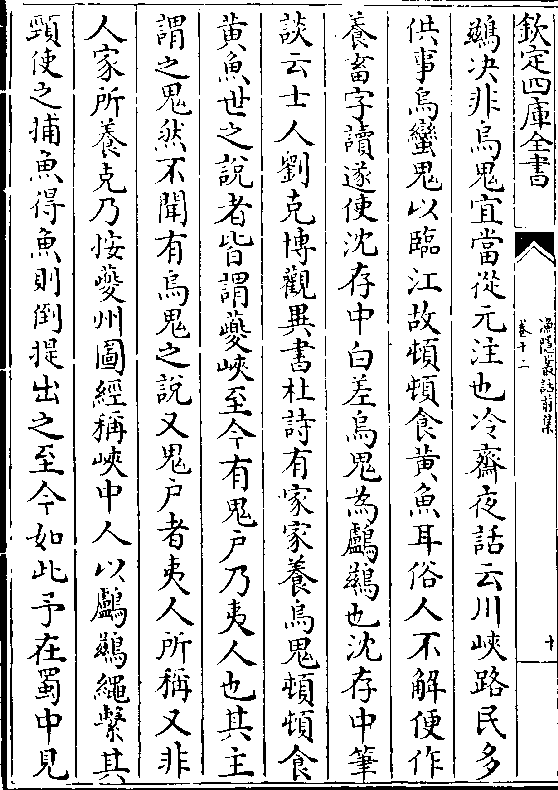 欽定四庫全書
漁隱叢話前集
卷十二
十
鷀决非烏鬼宜當從元注也冷齋夜話云川峽路民多
供事烏蠻鬼以臨江故頓頓食黄魚耳俗人不解便作
養畜字讀遂使沈存中白差烏鬼為鸕鷀也沈存中筆
談云士人劉克博觀異書杜詩有家家養烏鬼頓頓食
黄魚世之說者皆謂夔峽至今有鬼户乃夷人也其主
謂之鬼然不聞有烏鬼之說又鬼户者夷人所稱又非
人家所養克乃按夔州圖經稱峽中人以鸕鷀繩繫其
頸使之捕魚得魚則倒提出之至今如此予在蜀中見